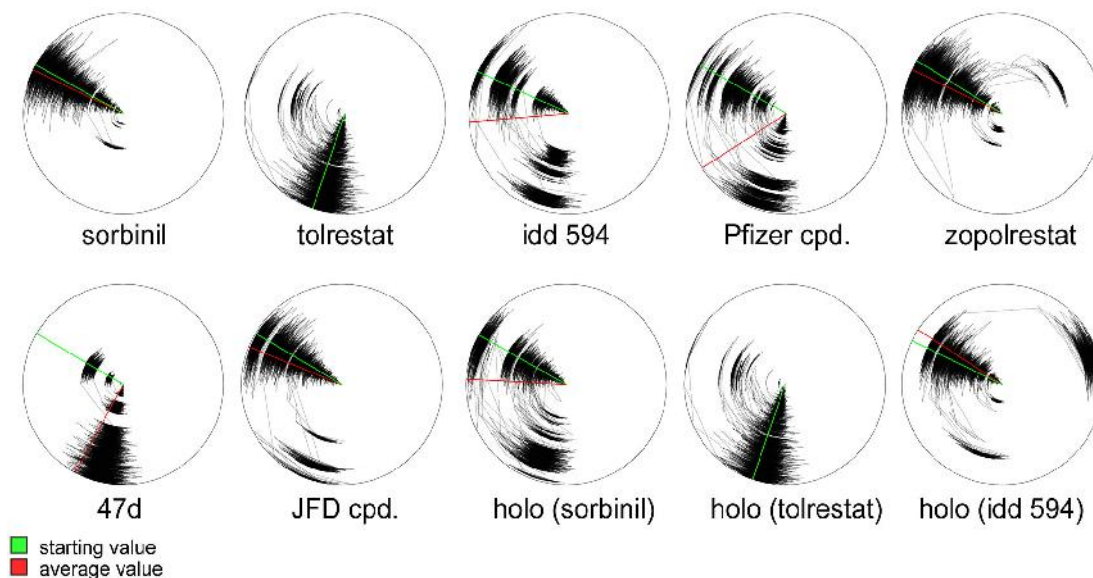 sorbinil tolrestat idd 594 Pfizer cpd. zopolrestat
47d JFD cpd. holo (sorbinil) holo (tolrestat) holo (idd 594)
starting value
average value